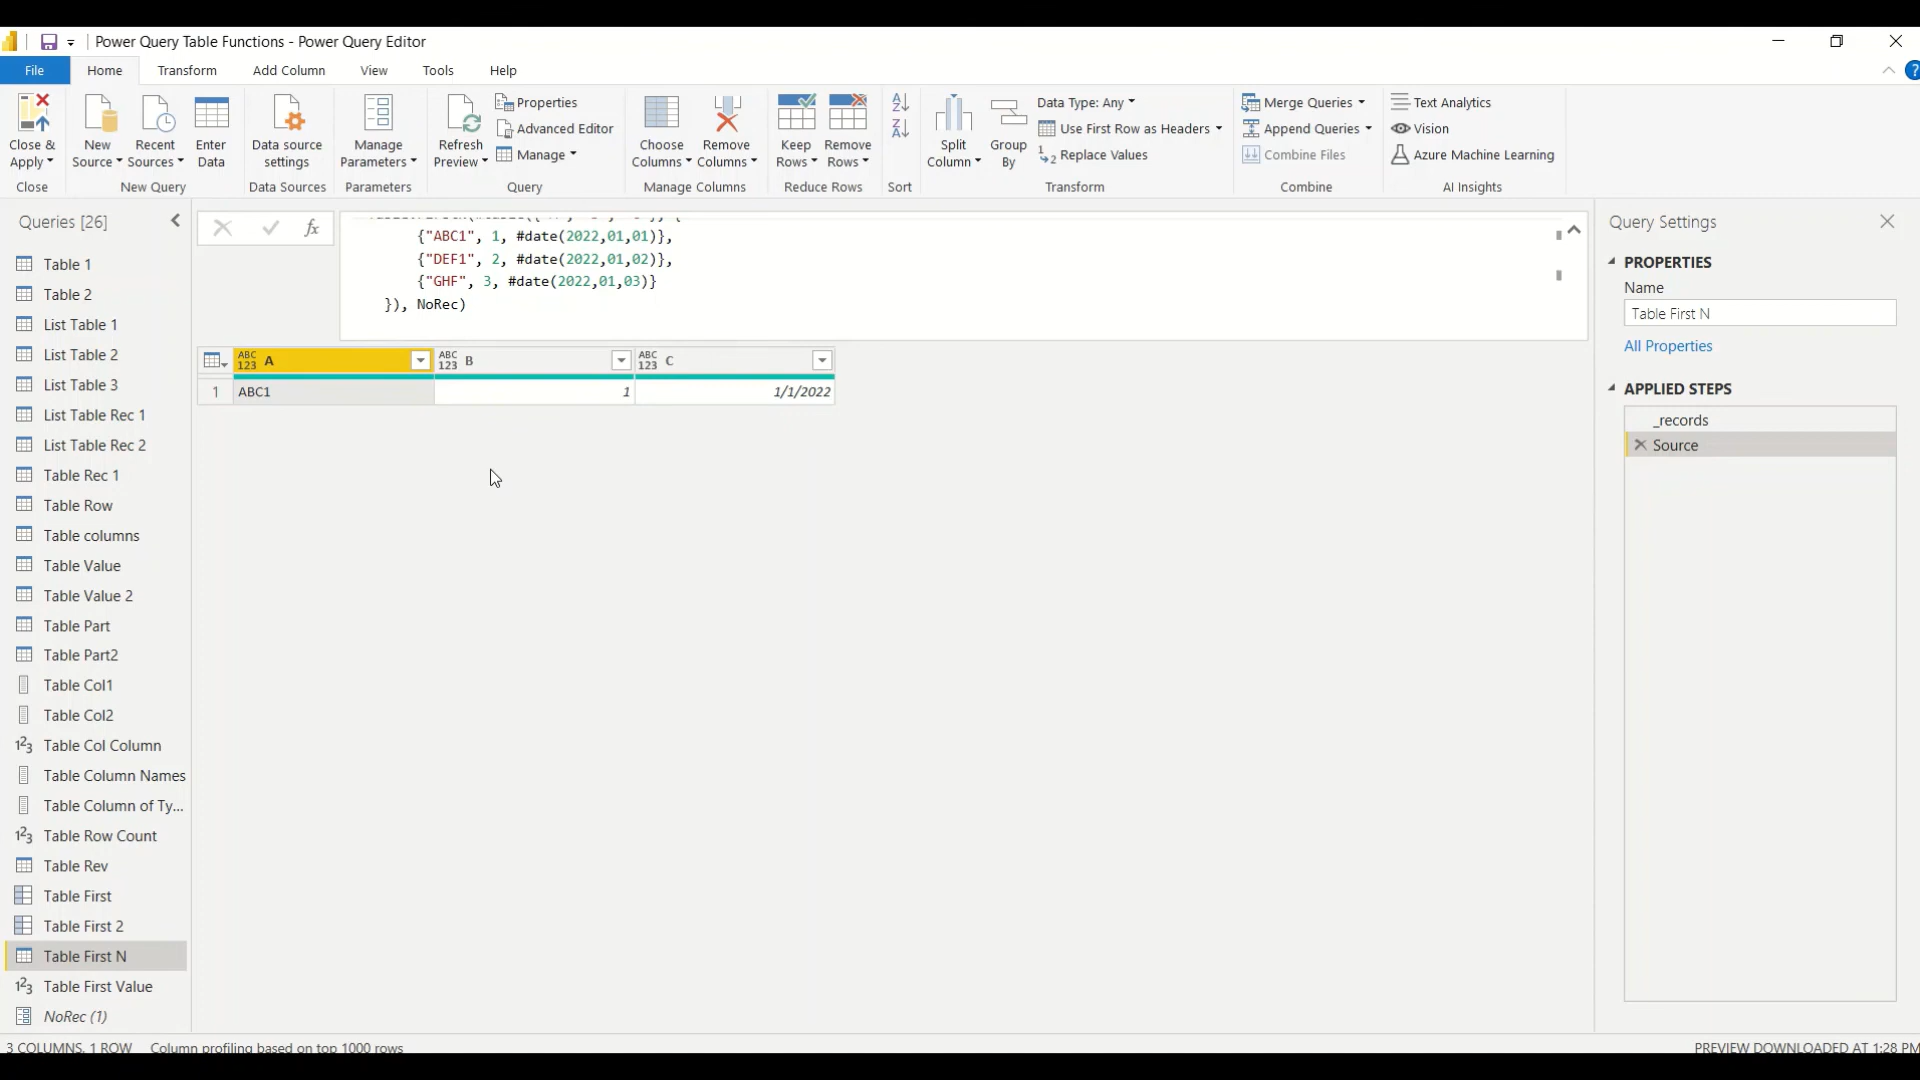 Power Query Table Functions - Power Query Editor
File Home Transform Add Column View Tools Help
Close & Apply
New Source
Recent Sources
Enter Data
Data source settings
Manage Parameters
Refresh Preview
Properties
Advanced Editor
Manage
Choose Columns
Remove Columns
Keep Rows
Remove Rows
Split Column
Group By
Data Type: Any
Use First Row as Headers
Replace Values
Merge Queries
Append Queries
Combine Files
Text Analytics
Vision
Azure Machine Learning
Close New Query Data Sources Parameters Query Manage Columns Reduce Rows Sort Transform Combine AI Insights
Queries [26]
Table 1
Table 2
List Table 1
List Table 2
List Table 3
List Table Rec 1
List Table Rec 2
Table Rec 1
Table Row
Table columns
Table Value
Table Value 2
Table Part
Table Part2
Table Col1
Table Col2
Table Col Column
Table Column Names
Table Column of Ty...
Table Row Count
Table Rev
Table First
Table First 2
Table First N
Table First Value
NoRec (1)
fx
{"ABC1", 1, #date(2022,01,01)},
{"DEF1", 2, #date(2022,01,02)},
{"GHF", 3, #date(2022,01,03)}
}), NoRec)
ABC 123 A ABC 123 B ABC 123 C
1 ABC1 1 1/1/2022
Query Settings
PROPERTIES
Name
Table First N
All Properties
APPLIED STEPS
_records
Source
3 COLUMNS, 1 ROW Column profiling based on top 1000 rows
PREVIEW DOWNLOADED AT 1:28 PM